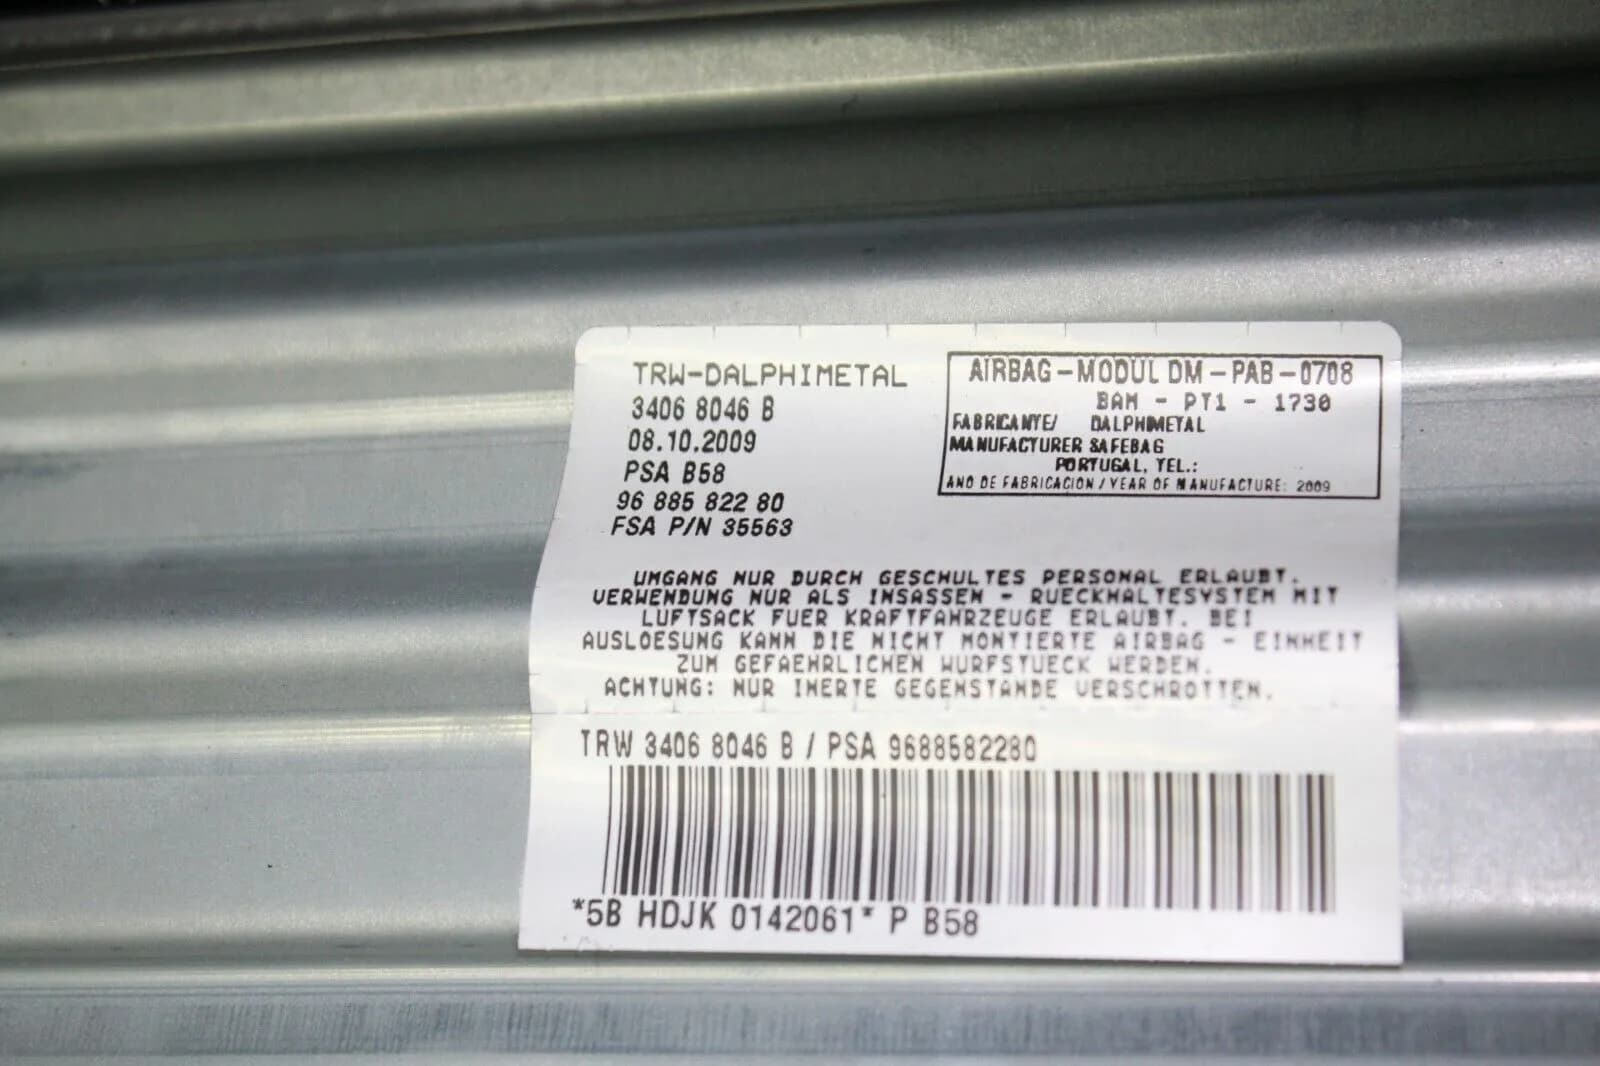 TRW-DALPHIMETAL
3406 8046 B
08.10.2009
PSA B58
96 885 822 80
FSA P/N 35563
AIRBAG-MODUL DM-PAB-0708
BAM - PT1 - 1730
FABRICANTE/ DALPHIMETAL
MANUFACTURER SAFEBAG
PORTUGAL, TEL.:
ANO DE FABRICACION / YEAR OF MANUFACTURE: 2009
UMGANG NUR DURCH GESCHULTES PERSONAL ERLAUBT.
VERWENDUNG NUR ALS INSASSEN - RUECKHALTESYSTEM MIT
LUFTSACK FUER KRAFTFAHRZEUGE ERLAUBT. BEI
AUSLOESUNG KANN DIE NICHT MONTIERTE AIRBAG - EINHEIT
ZUM GEFAEHRLICHEN WURFSTUECK WERDEN.
ACHTUNG: NUR INERTE GEGENSTANDE VERSCHROTTEN.
TRW 3406 8046 B / PSA 9688582280
*5B HDJK 0142061* P B58